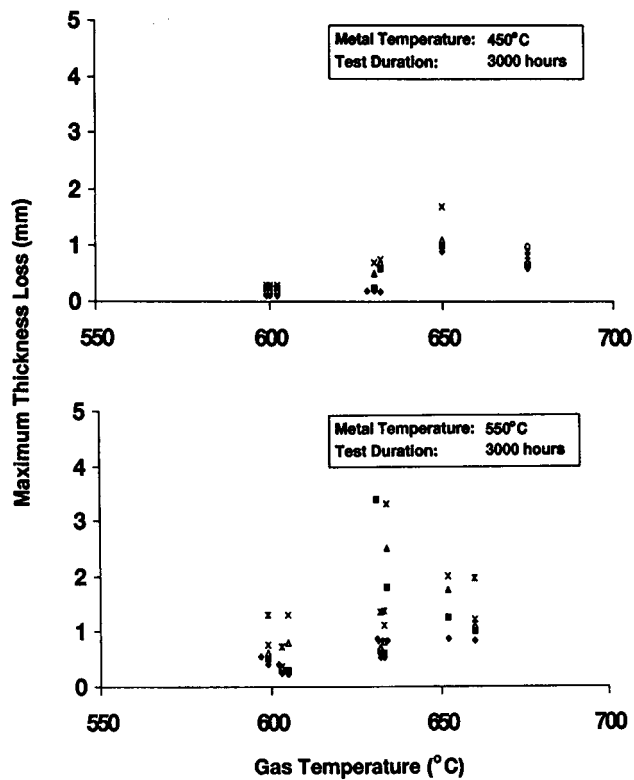 Metal Temperature: 450°C
Test Duration: 3000 hours
5
4
3
2
1
0
550 600 650 700
Maximum Thickness Loss (mm)
Metal Temperature: 550°C
Test Duration: 3000 hours
5
4
3
2
1
0
550 600 650 700
Gas Temperature (°C)